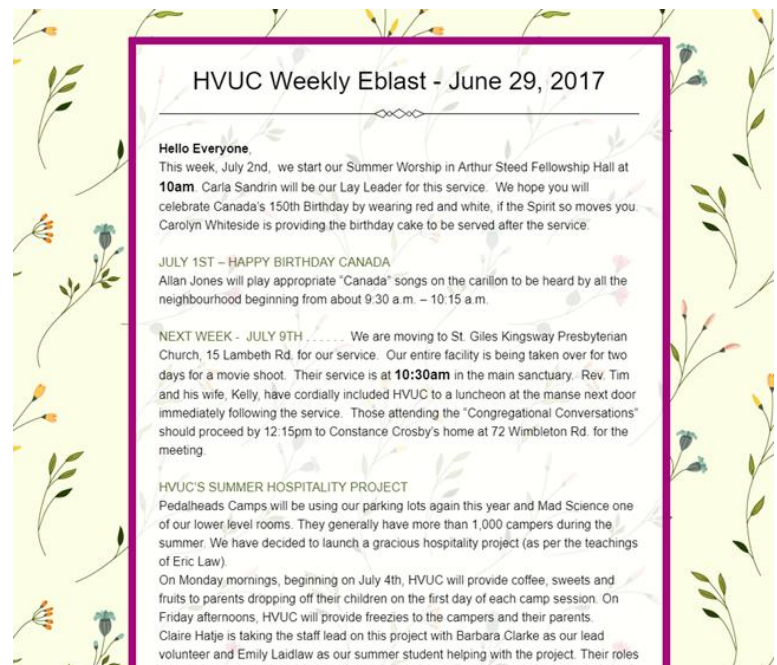 HVUC Weekly Eblast - June 29, 2017
Hello Everyone,
This week, July 2nd,  we start our Summer Worship in Arthur Steed Fellowship Hall at
10am. Carla Sandrin will be our Lay Leader for this service.  We hope you will
celebrate Canada's 150th Birthday by wearing red and white, if the Spirit so moves you.
Carolyn Whiteside is providing the birthday cake to be served after the service.
JULY 1ST – HAPPY BIRTHDAY CANADA
Allan Jones will play appropriate “Canada” songs on the carillon to be heard by all the
neighbourhood beginning from about 9:30 a.m. – 10:15 a.m.
NEXT WEEK -  JULY 9TH . . . . . .  We are moving to St. Giles Kingsway Presbyterian
Church, 15 Lambeth Rd. for our service.  Our entire facility is being taken over for two
days for a movie shoot.  Their service is at 10:30am in the main sanctuary.  Rev. Tim
and his wife, Kelly, have cordially included HVUC to a luncheon at the manse next door
immediately following the service.  Those attending the “Congregational Conversations”
should proceed by 12:15pm to Constance Crosby's home at 72 Wimbleton Rd. for the
meeting.
HVUC'S SUMMER HOSPITALITY PROJECT
Pedalheads Camps will be using our parking lots again this year and Mad Science one
of our lower level rooms. They generally have more than 1,000 campers during the
summer. We have decided to launch a gracious hospitality project (as per the teachings
of Eric Law).
On Monday mornings, beginning on July 4th, HVUC will provide coffee, sweets and
fruits to parents dropping off their children on the first day of each camp session. On
Friday afternoons, HVUC will provide freezies to the campers and their parents.
Claire Hatje is taking the staff lead on this project with Barbara Clarke as our lead
volunteer and Emily Laidlaw as our summer student helping with the project. Their roles